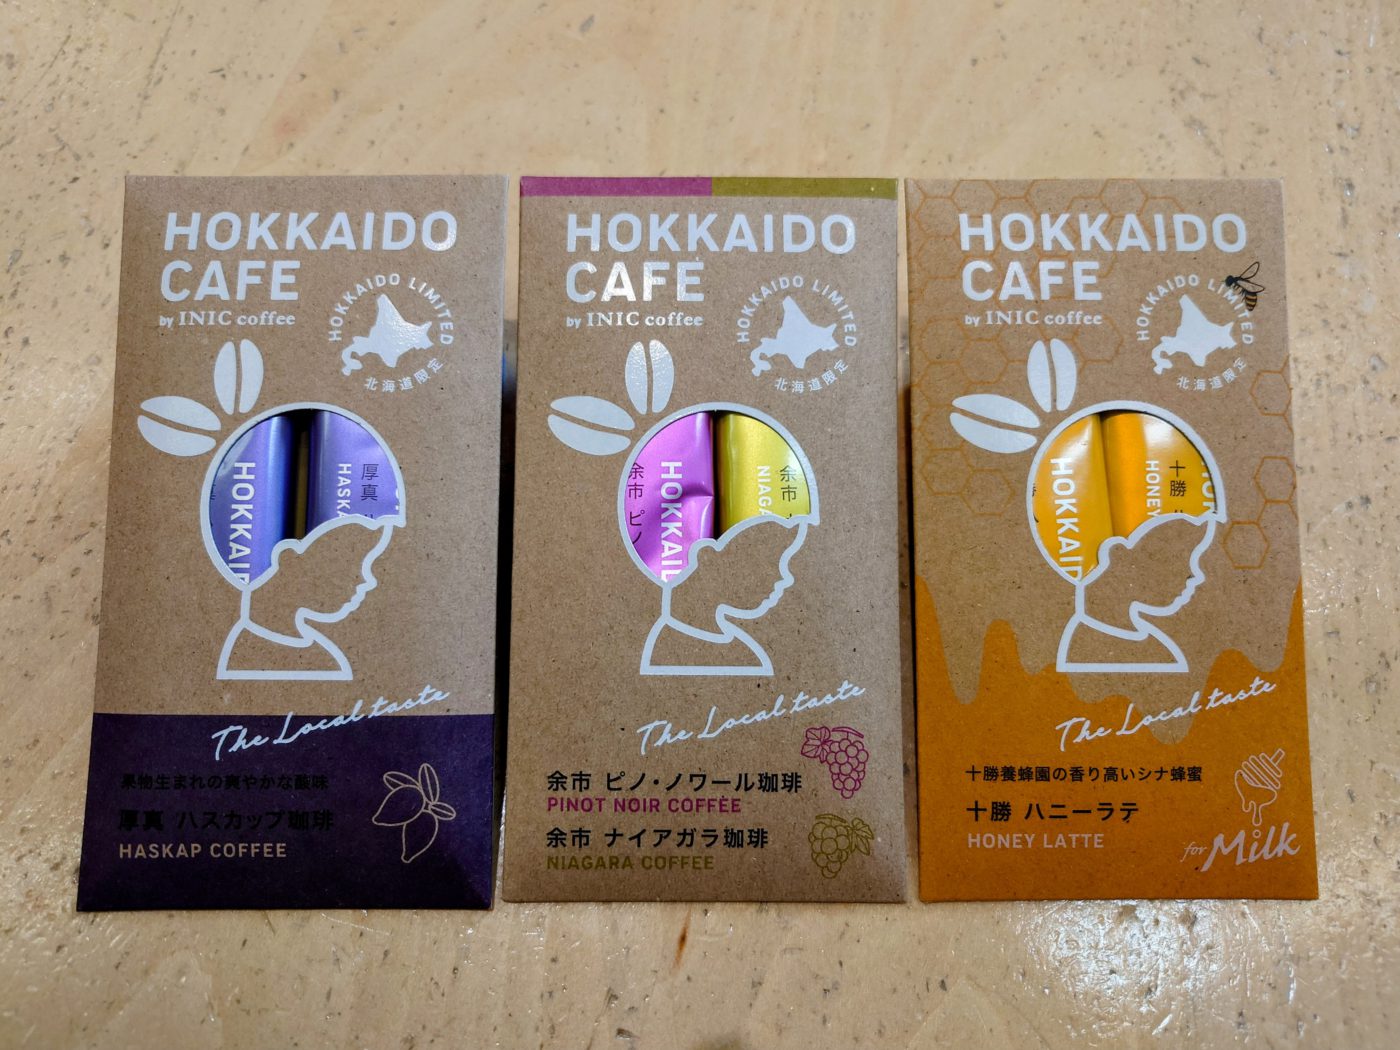 HOKKAIDO
CAFE
by INIC coffee
HOKKAIDO LIMITED
北海道限定
HOKKAID
厚真
HASKA
The Local taste
果物生まれの爽やかな酸味
厚真 ハスカップ珈琲
HASKAP COFFEE
HOKKAIDO
CAFE
by INIC coffee
HOKKAIDO LIMITED
北海道限定
余市 ピノ
HOKKAID
NIAGA
余市
The Local taste
余市 ピノ・ノワール珈琲
PINOT NOIR COFFEE
余市 ナイアガラ珈琲
NIAGARA COFFEE
HOKKAIDO
CAFE
by INIC coffee
HOKKAIDO LIMITED
北海道限定
HOKKAID
HONEY
十勝
The Local taste
十勝養蜂園の香り高いシナ蜂蜜
十勝 ハニーラテ
HONEY LATTE
for Milk